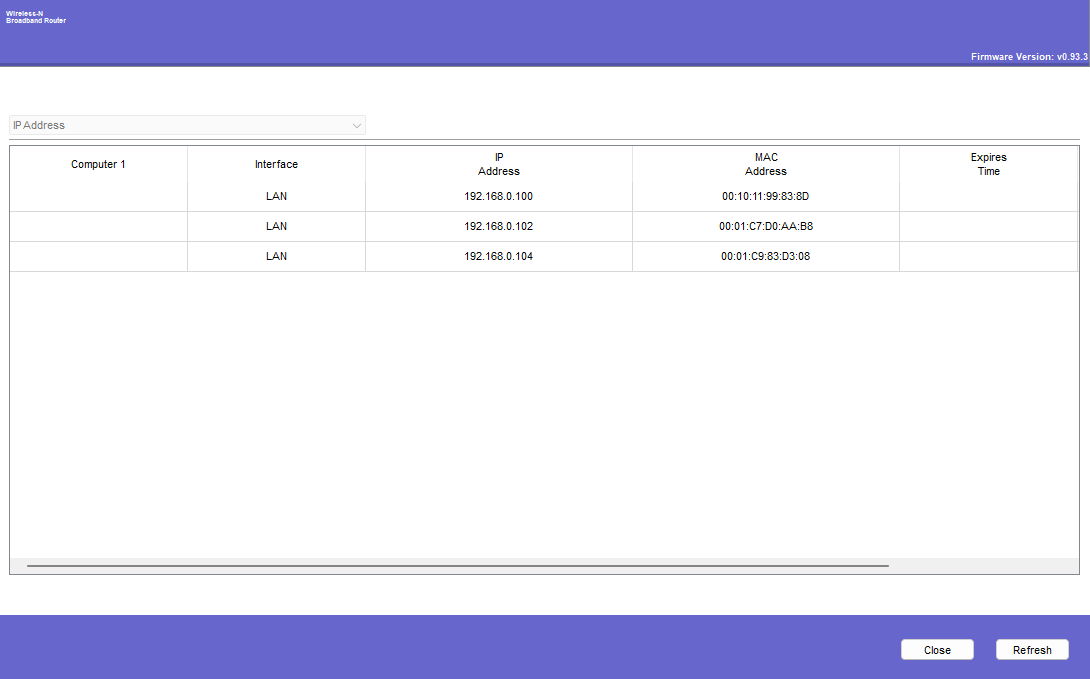 Wireless-N
Broadband Router
Firmware Version: v0.93.3
IP Address
Computer 1 Interface IP Address MAC Address Expires Time
LAN 192.168.0.100 00:10:11:99:83:8D
LAN 192.168.0.102 00:01:C7:D0:AA:B8
LAN 192.168.0.104 00:01:C9:83:D3:08
Close Refresh